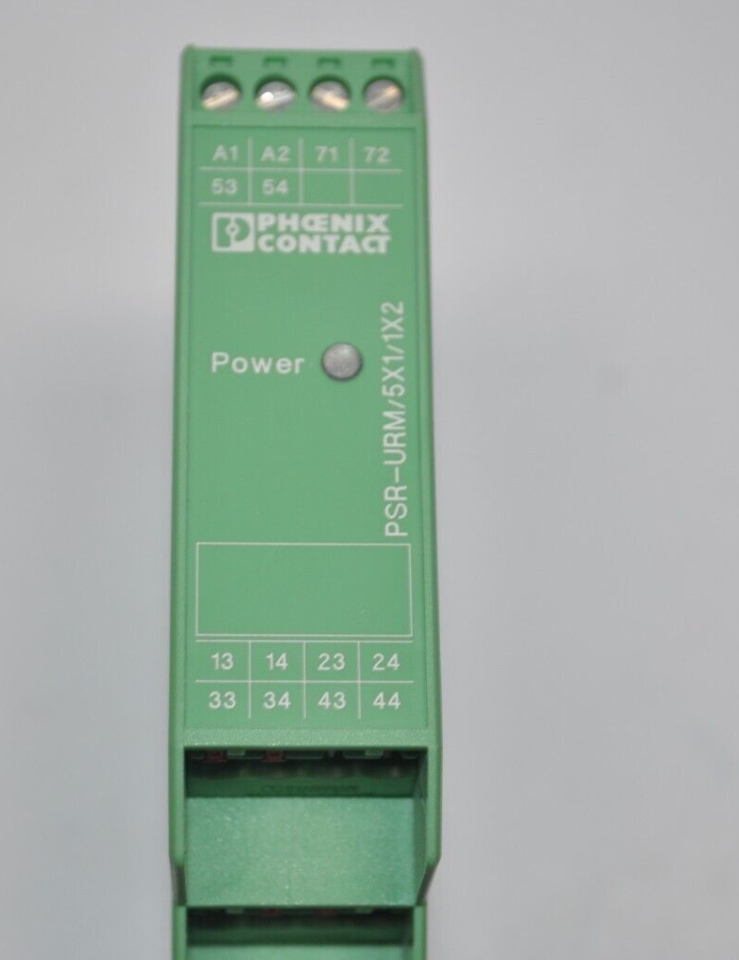 A1 A2 71 72
53 54
PHŒNIX
CONTACT
Power
PSR-URM/5X1/1X2
13 14 23 24
33 34 43 44